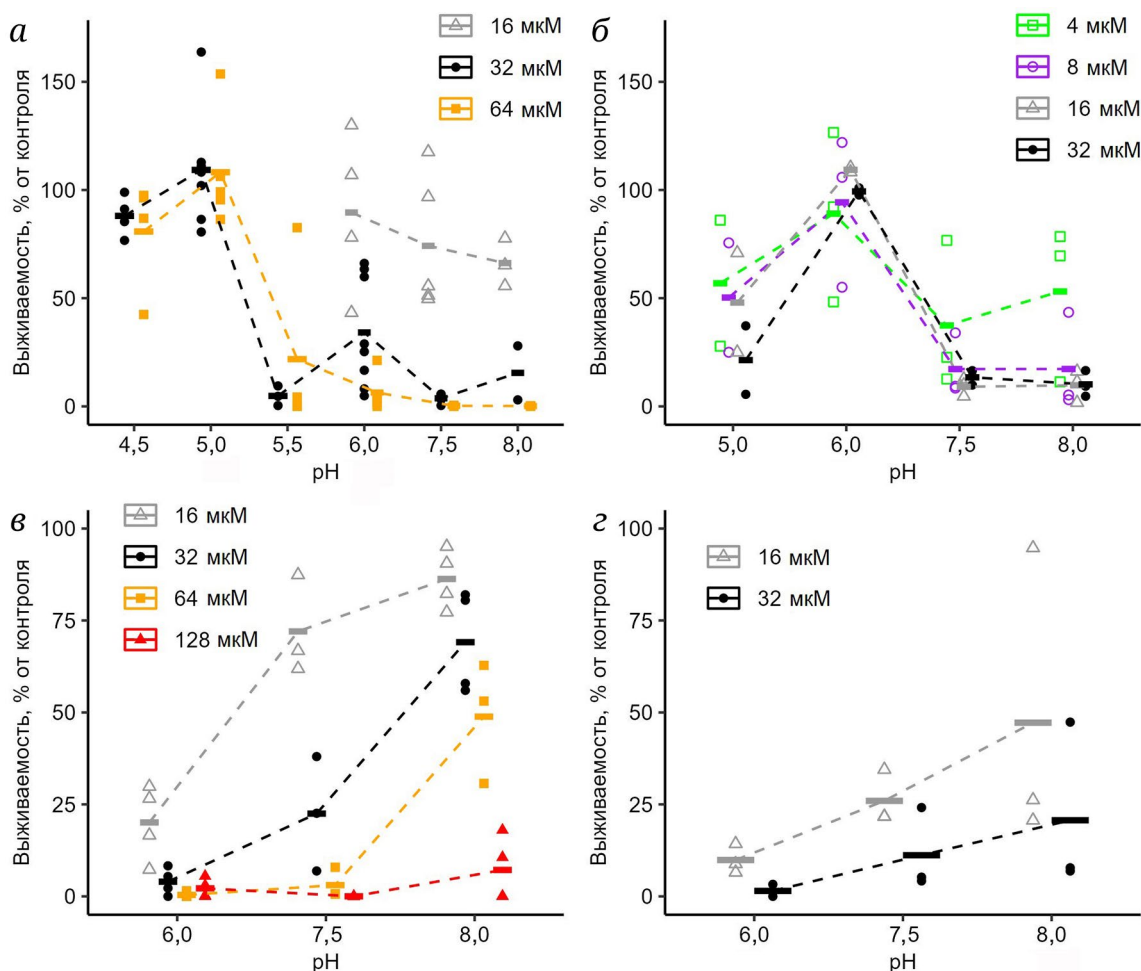 а
16 мкМ
32 мкМ
64 мкМ
Выживаемость, % от контроля
150
100
50
0
4,5 5,0 5,5 6,0 7,5 8,0
pH
б
4 мкМ
8 мкМ
16 мкМ
32 мкМ
Выживаемость, % от контроля
150
100
50
0
5,0 6,0 7,5 8,0
pH
в
16 мкМ
32 мкМ
64 мкМ
128 мкМ
Выживаемость, % от контроля
100
75
50
25
0
6,0 7,5 8,0
pH
г
16 мкМ
32 мкМ
Выживаемость, % от контроля
100
75
50
25
0
6,0 7,5 8,0
pH